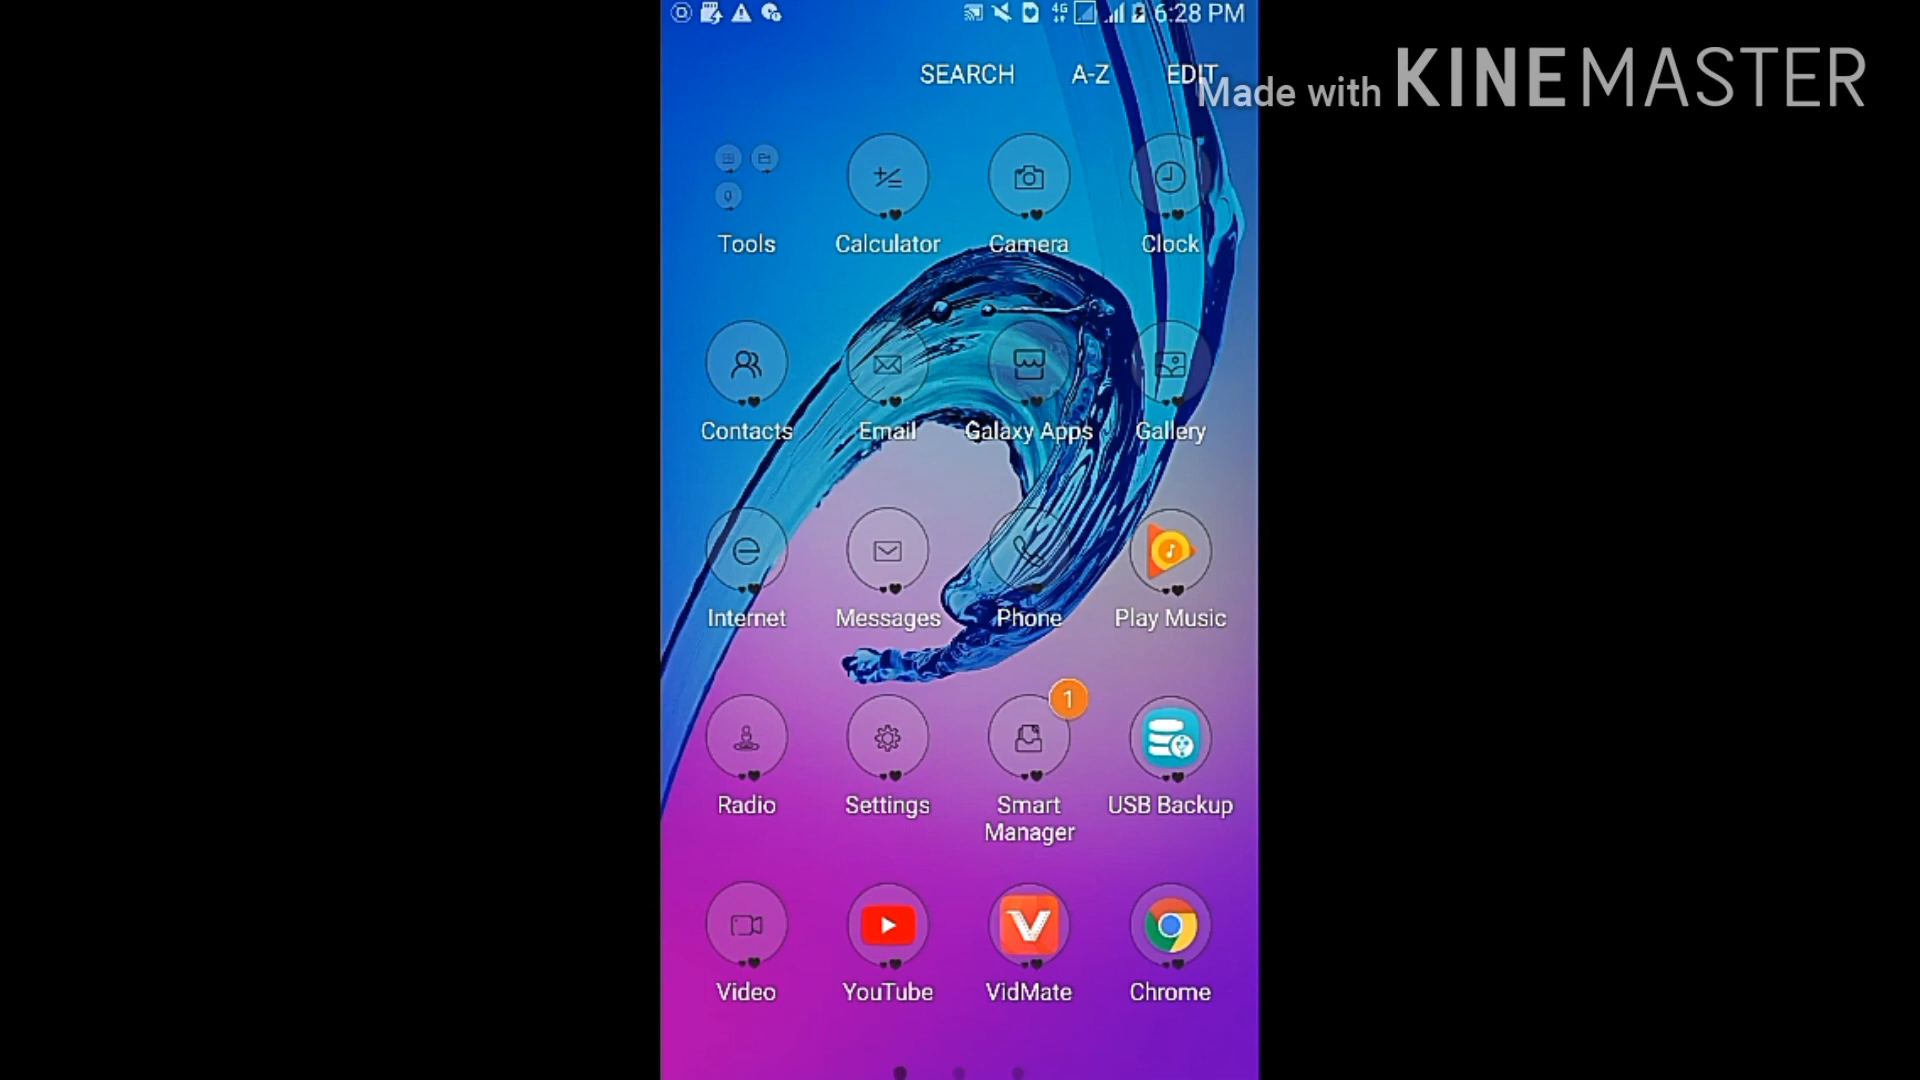 4G 6:28 PM
SEARCH A-Z EDIT
Made with KINEMASTER
Tools Calculator Camera Clock
Contacts Email Galaxy Apps Gallery
Internet Messages Phone Play Music
1
Radio Settings Smart Manager USB Backup
Video YouTube VidMate Chrome